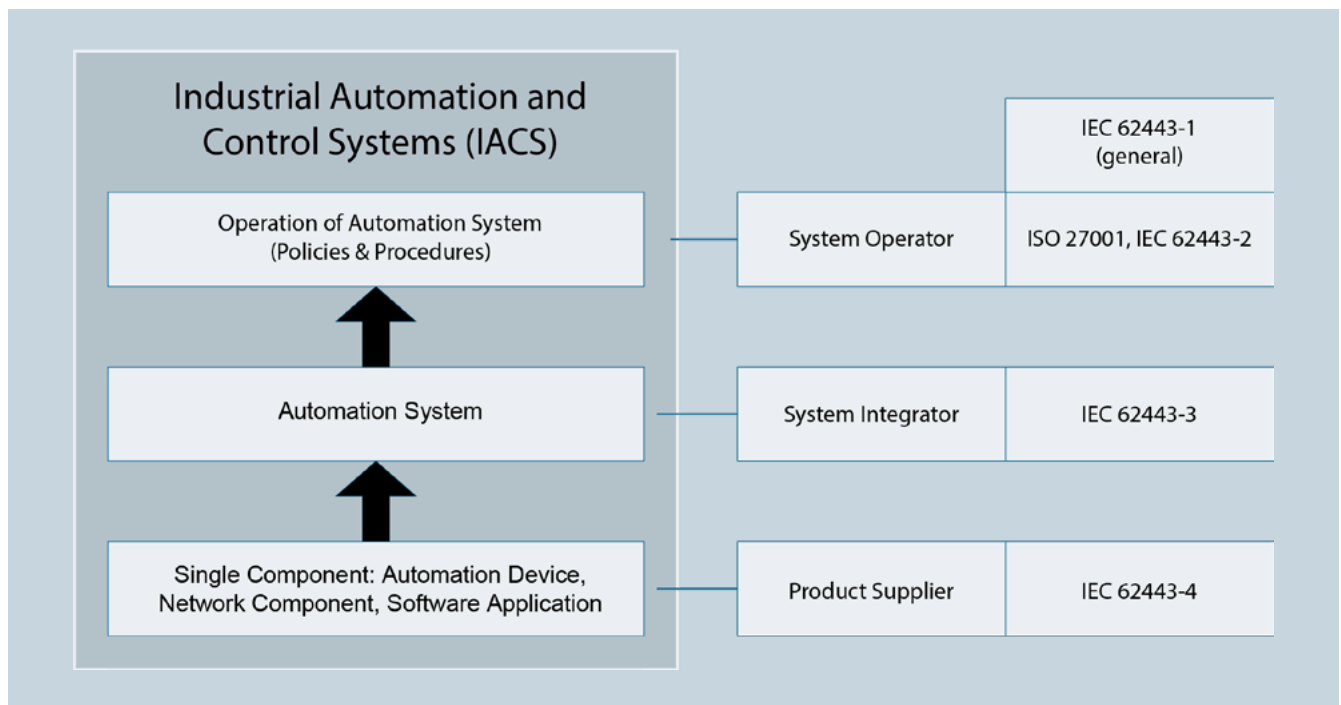 Industrial Automation and
Control Systems (IACS)
IEC 62443-1
(general)
Operation of Automation System
(Policies & Procedures)
System Operator
ISO 27001, IEC 62443-2
Automation System
System Integrator
IEC 62443-3
Single Component: Automation Device,
Network Component, Software Application
Product Supplier
IEC 62443-4